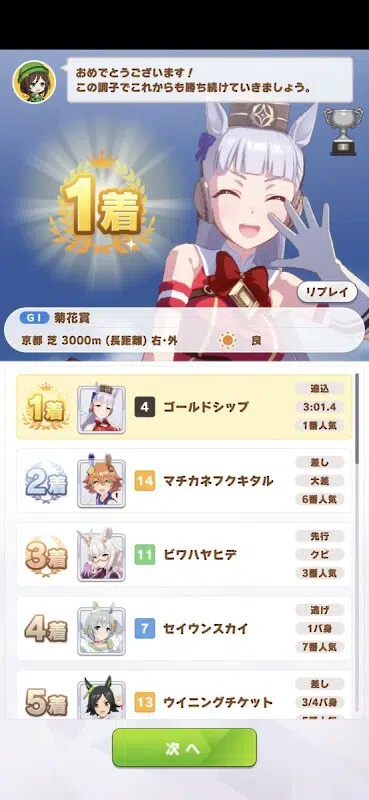 おめでとうございます！
この調子でこれからも勝ち続けていきましょう。
1着
リプレイ
GI 菊花賞
京都 芝 3000m (長距離) 右・外 良
1着 4 ゴールドシップ 追込 3:01.4 1番人気
2着 14 マチカネフクキタル 差し 大差 6番人気
3着 11 ビワハヤヒデ 先行 クビ 3番人気
4着 7 セイウンスカイ 逃げ 1バ身 7番人気
5着 13 ウイニングチケット 差し 3/4バ身
次へ